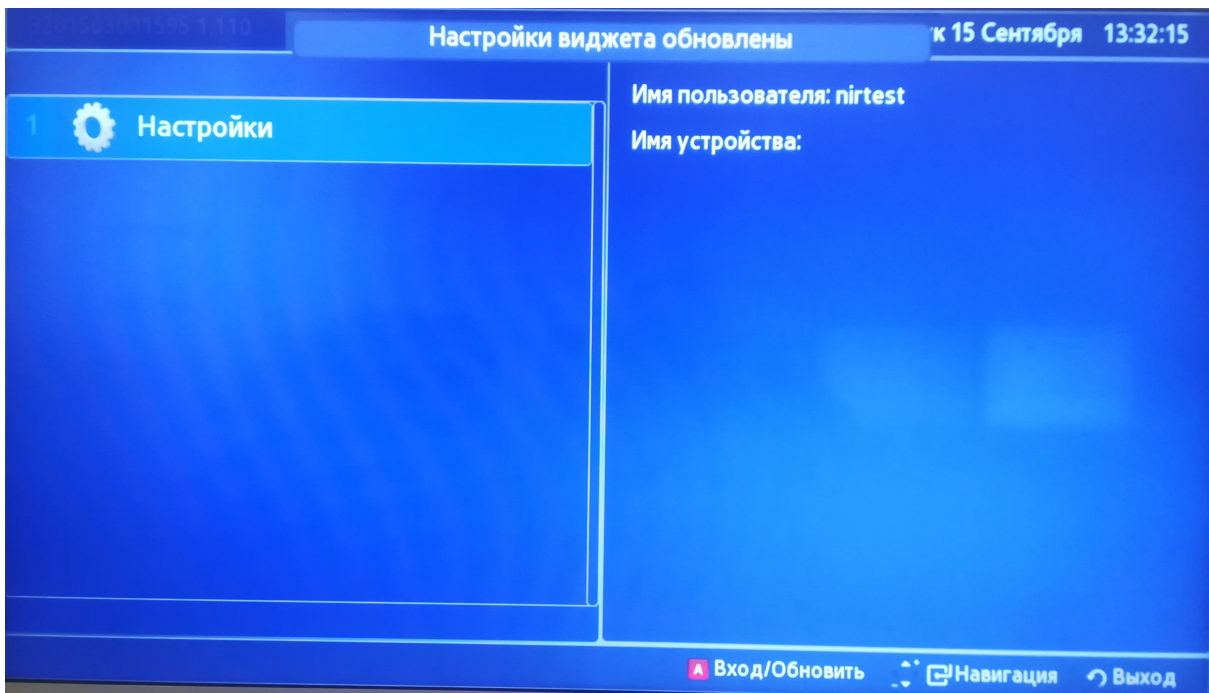 Настройки виджета обновлены
к 15 Сентября 13:32:15
1 Настройки
Имя пользователя: nirtest
Имя устройства:
A Вход/Обновить Навигация Выход